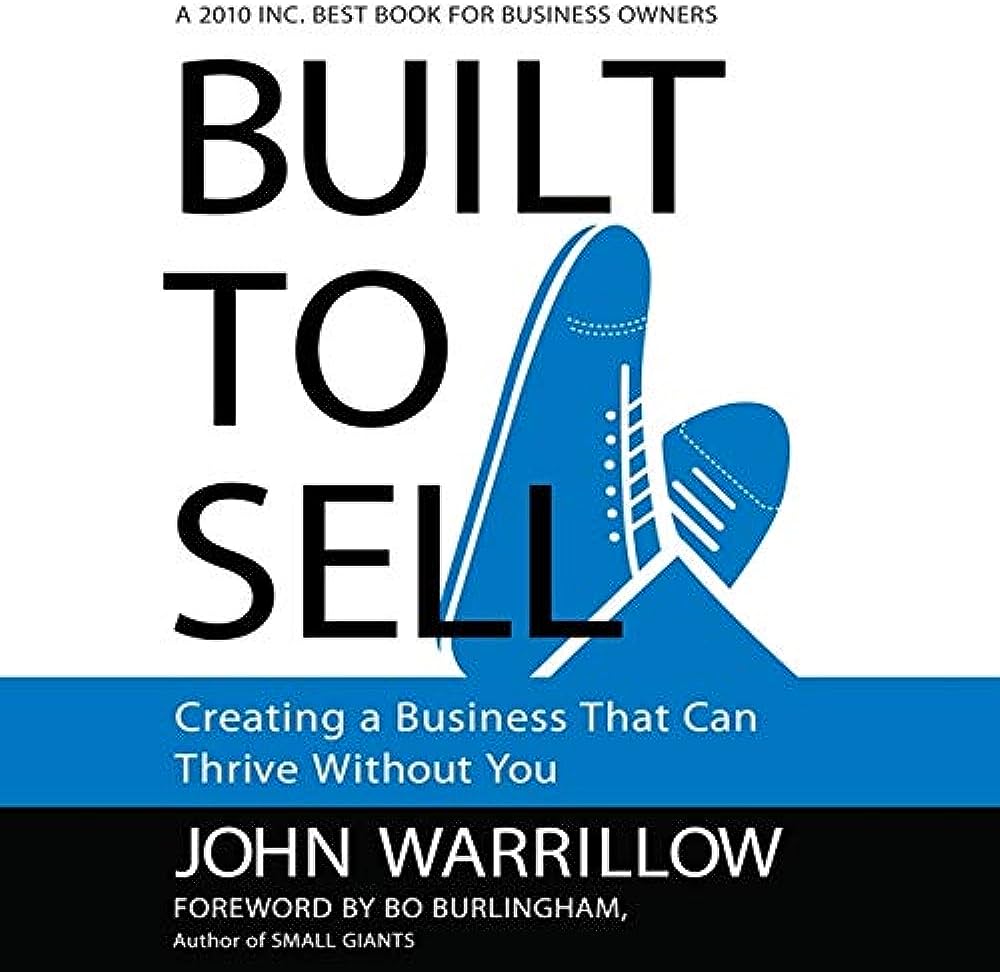 A 2010 INC. BEST BOOK FOR BUSINESS OWNERS
BUILT
TO
SELL
Creating a Business That Can
Thrive Without You
JOHN WARRILLOW
FOREWORD BY BO BURLINGHAM,
Author of SMALL GIANTS